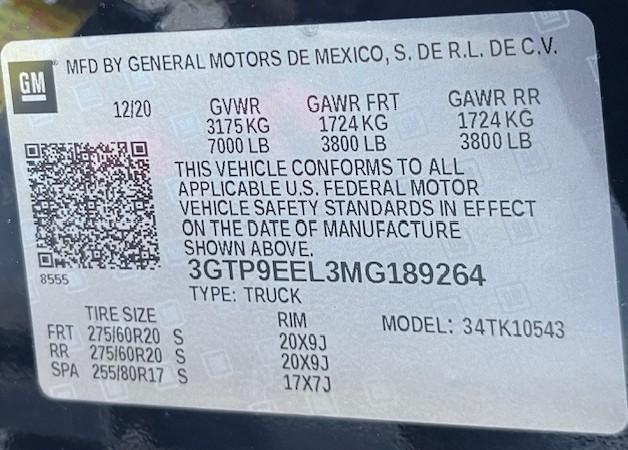 GM
MFD BY GENERAL MOTORS DE MEXICO, S. DE R.L. DE C.V.
12/20 GVWR GAWR FRT GAWR RR
3175 KG 1724 KG 1724 KG
7000 LB 3800 LB 3800 LB
THIS VEHICLE CONFORMS TO ALL
APPLICABLE U.S. FEDERAL MOTOR
VEHICLE SAFETY STANDARDS IN EFFECT
ON THE DATE OF MANUFACTURE
SHOWN ABOVE.
8555
3GTP9EEL3MG189264
TYPE: TRUCK
TIRE SIZE RIM MODEL: 34TK10543
FRT 275/60R20 S 20X9J
RR 275/60R20 S 20X9J
SPA 255/80R17 S 17X7J